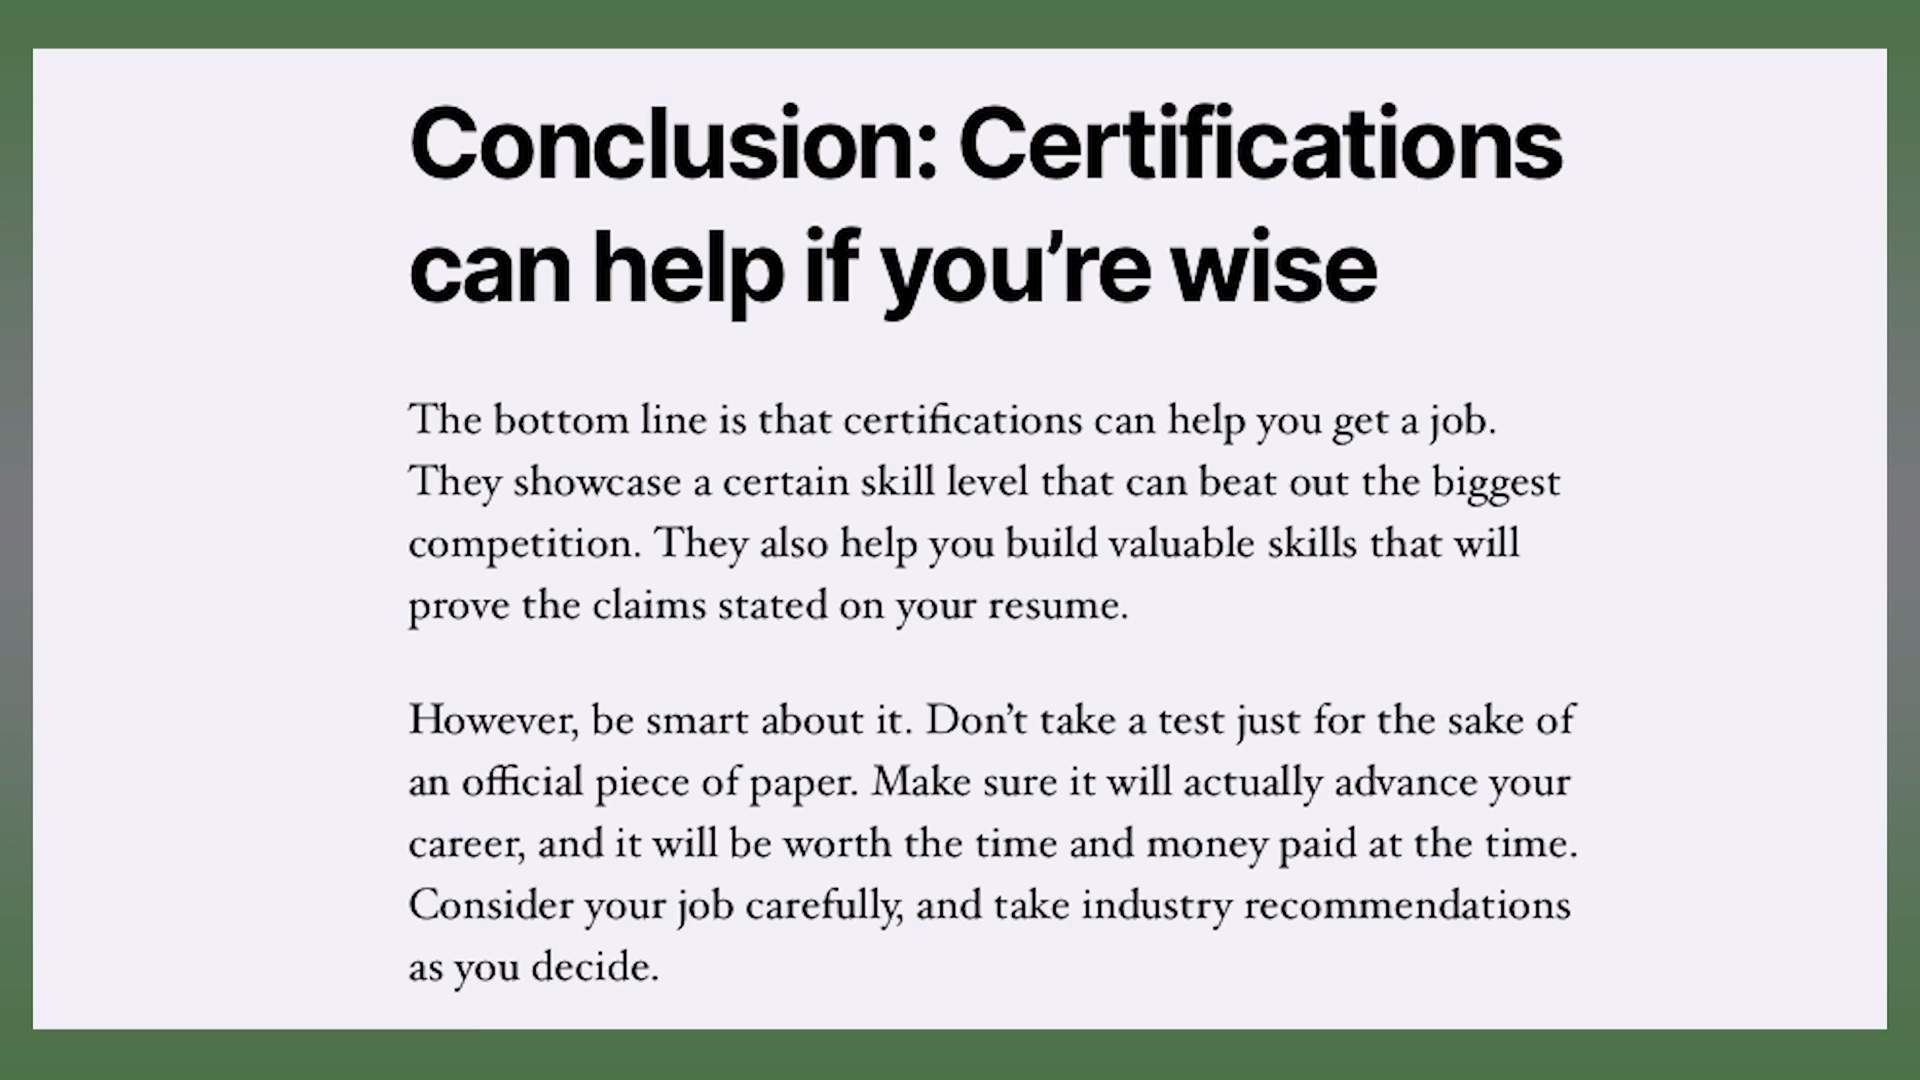 Conclusion: Certifications
can help if you’re wise
The bottom line is that certifications can help you get a job.
They showcase a certain skill level that can beat out the biggest
competition. They also help you build valuable skills that will
prove the claims stated on your resume.
However, be smart about it. Don’t take a test just for the sake of
an official piece of paper. Make sure it will actually advance your
career, and it will be worth the time and money paid at the time.
Consider your job carefully, and take industry recommendations
as you decide.